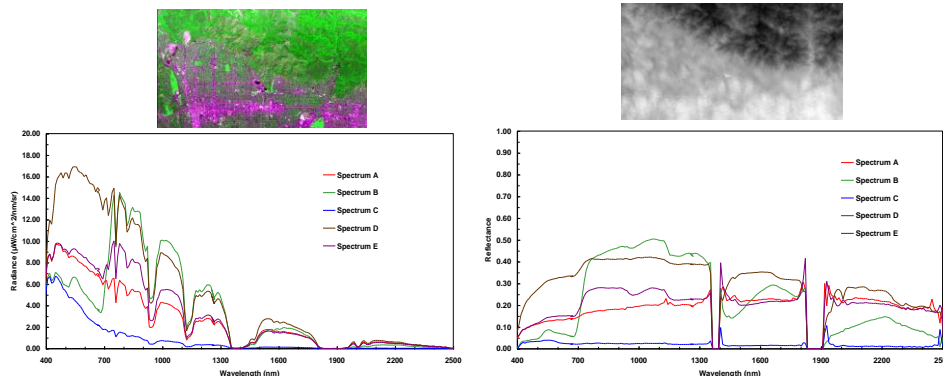 20.00
18.00
16.00
14.00
12.00
10.00
8.00
6.00
4.00
2.00
0.00
Radiance (µW/cm^2/nm/sr)
Spectrum A
Spectrum B
Spectrum C
Spectrum D
Spectrum E
400 700 1000 1300 1600 1900 2200 2500
Wavelength (nm)
1.00
0.90
0.80
0.70
0.60
0.50
0.40
0.30
0.20
0.10
0.00
Reflectance
Spectrum A
Spectrum B
Spectrum C
Spectrum D
Spectrum E
400 700 1000 1300 1600 1900 2200 2500
Wavelength (nm)